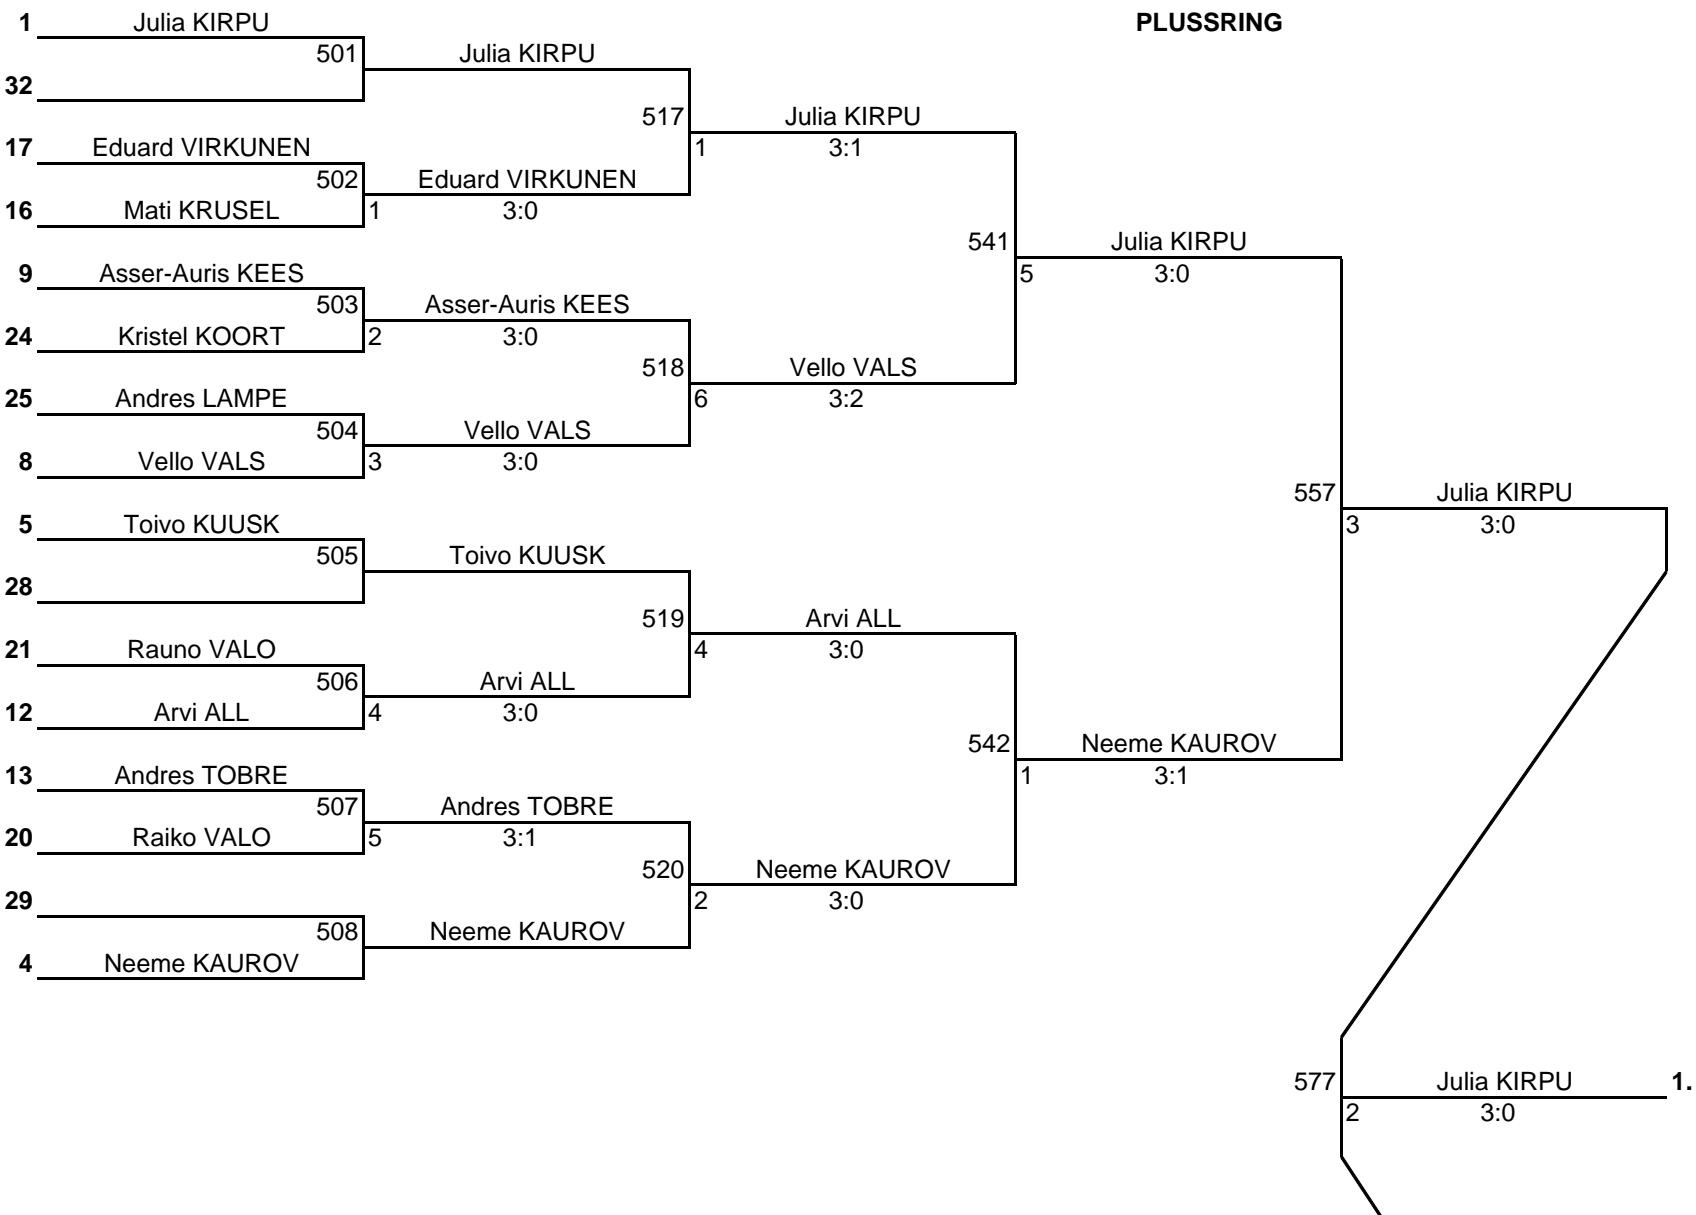 1 Julia KIRPU PLUSSRING
501 Julia KIRPU
32
517 Julia KIRPU
17 Eduard VIRKUNEN 1 3:1
502 Eduard VIRKUNEN
16 Mati KRUSEL 1 3:0
541 Julia KIRPU
9 Asser-Auris KEES 5 3:0
503 Asser-Auris KEES
24 Kristel KOORT 2 3:0
518 Vello VALS
25 Andres LAMPE 6 3:2
504 Vello VALS
8 Vello VALS 3 3:0
557 Julia KIRPU
5 Toivo KUUSK 3 3:0
505 Toivo KUUSK
28
519 Arvi ALL
21 Rauno VALO 4 3:0
506 Arvi ALL
12 Arvi ALL 4 3:0
542 Neeme KAUROV
13 Andres TOBRE 1 3:1
507 Andres TOBRE
20 Raiko VALO 5 3:1
520 Neeme KAUROV
29 2 3:0
508 Neeme KAUROV
4 Neeme KAUROV
577 Julia KIRPU 1.
2 3:0